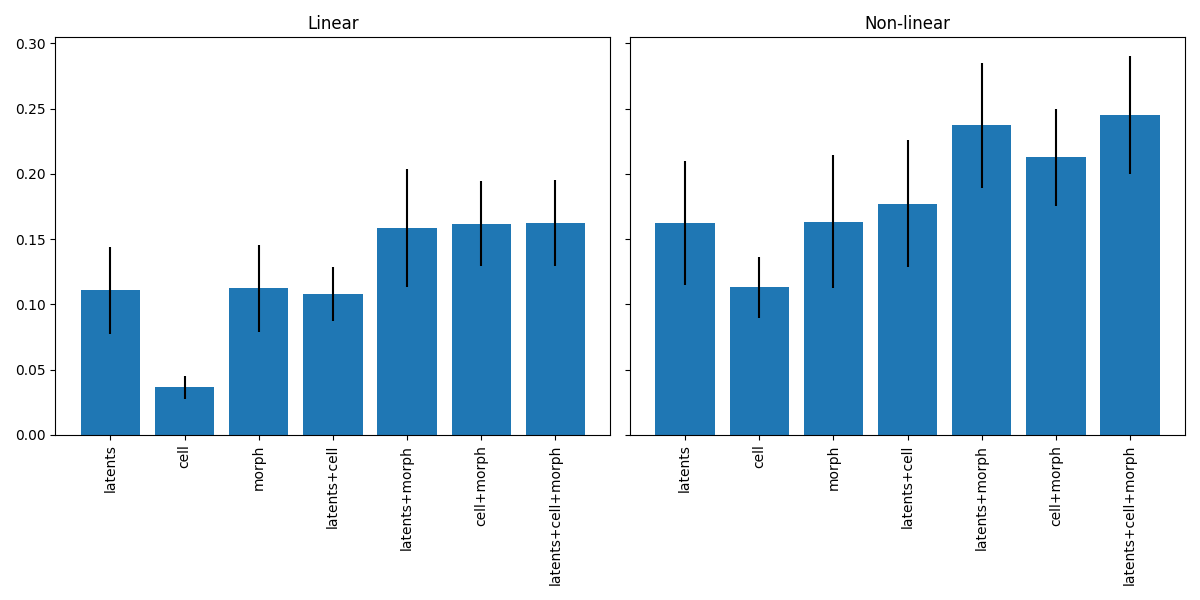 Linear
Non-linear
0.30
0.25
0.20
0.15
0.10
0.05
0.00
latents
cell
morph
latents+cell
latents+morph
cell+morph
latents+cell+morph
latents
cell
morph
latents+cell
latents+morph
cell+morph
latents+cell+morph